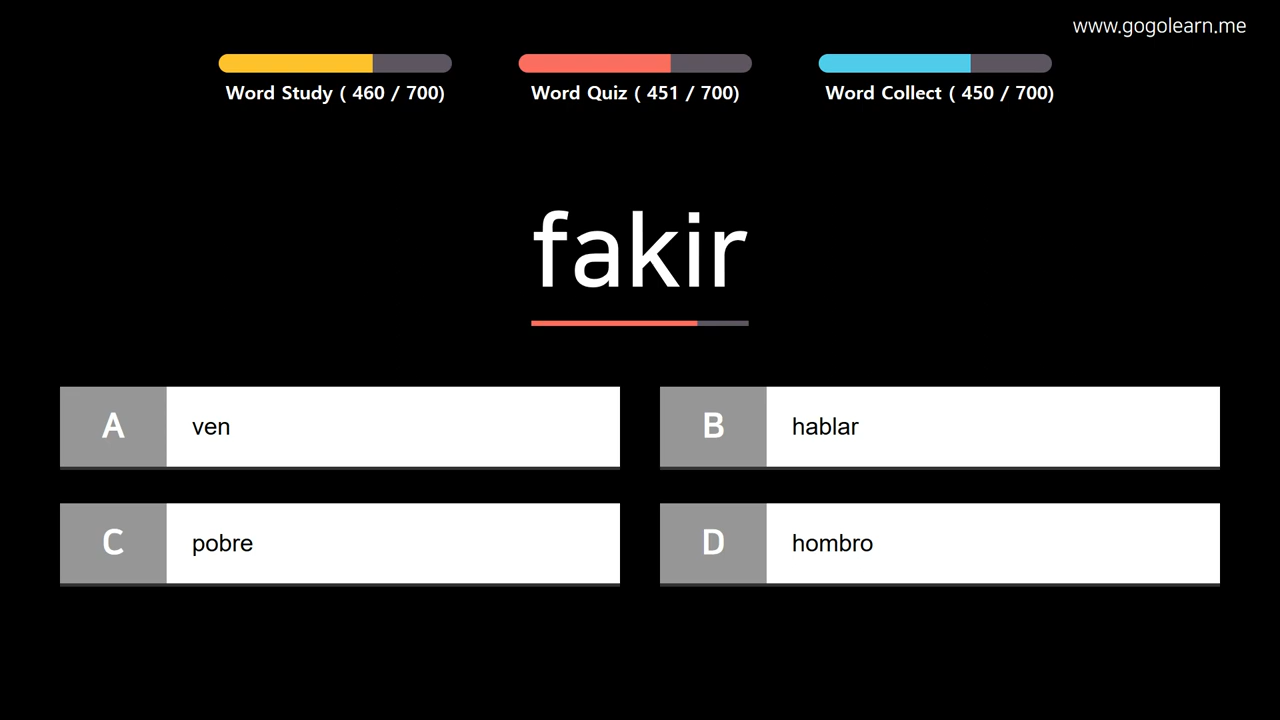 www.gogolearn.me
Word Study ( 460 / 700)
Word Quiz ( 451 / 700)
Word Collect ( 450 / 700)
fakir
A
ven
B
hablar
C
pobre
D
hombro